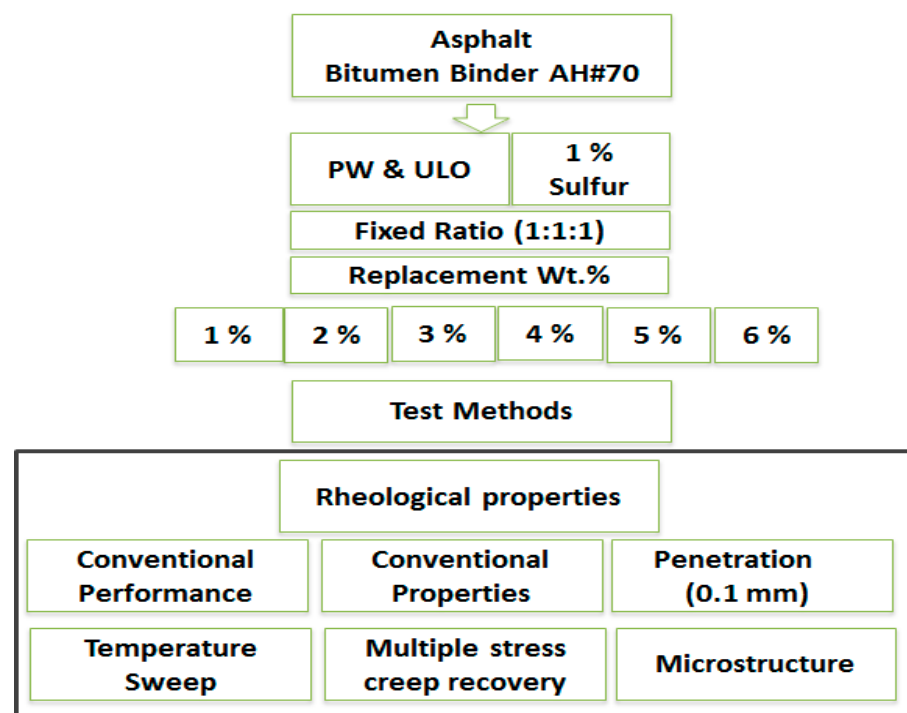 Asphalt
Bitumen Binder AH#70
PW & ULO
1 %
Sulfur
Fixed Ratio (1:1:1)
Replacement Wt.%
1 %
2 %
3 %
4 %
5 %
6 %
Test Methods
Rheological properties
Conventional
Performance
Conventional
Properties
Penetration
(0.1 mm)
Temperature
Sweep
Multiple stress
creep recovery
Microstructure